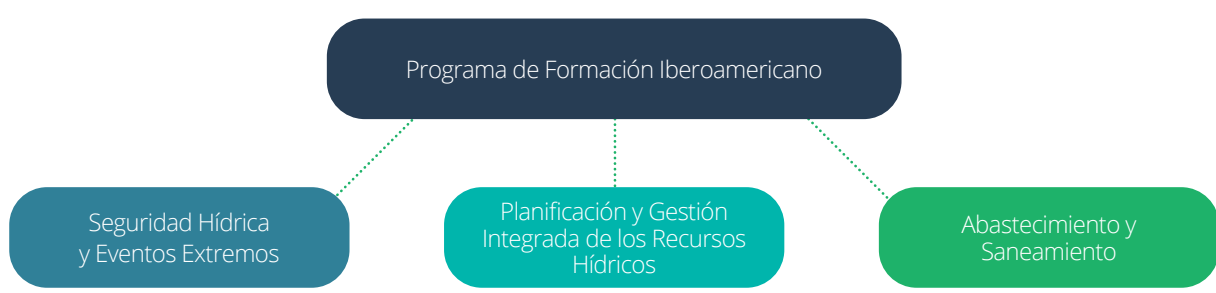 Programa de Formación Iberoamericano
Seguridad Hídrica
y Eventos Extremos
Planificación y Gestión
Integrada de los Recursos
Hídricos
Abastecimiento y
Saneamiento